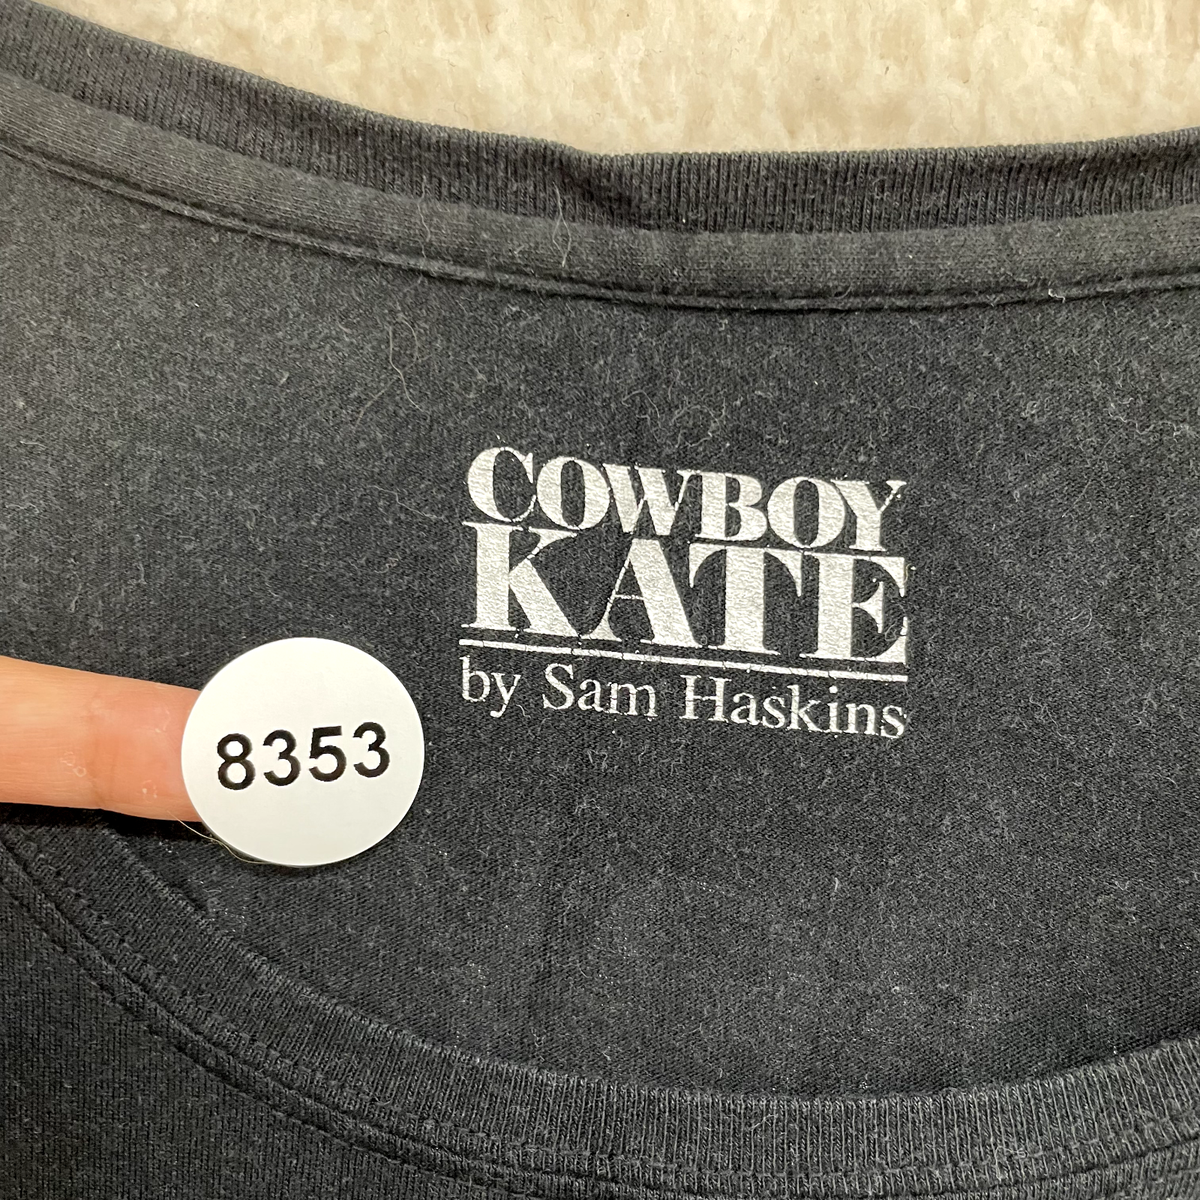 COWBOY
KATE
by Sam Haskins
8353